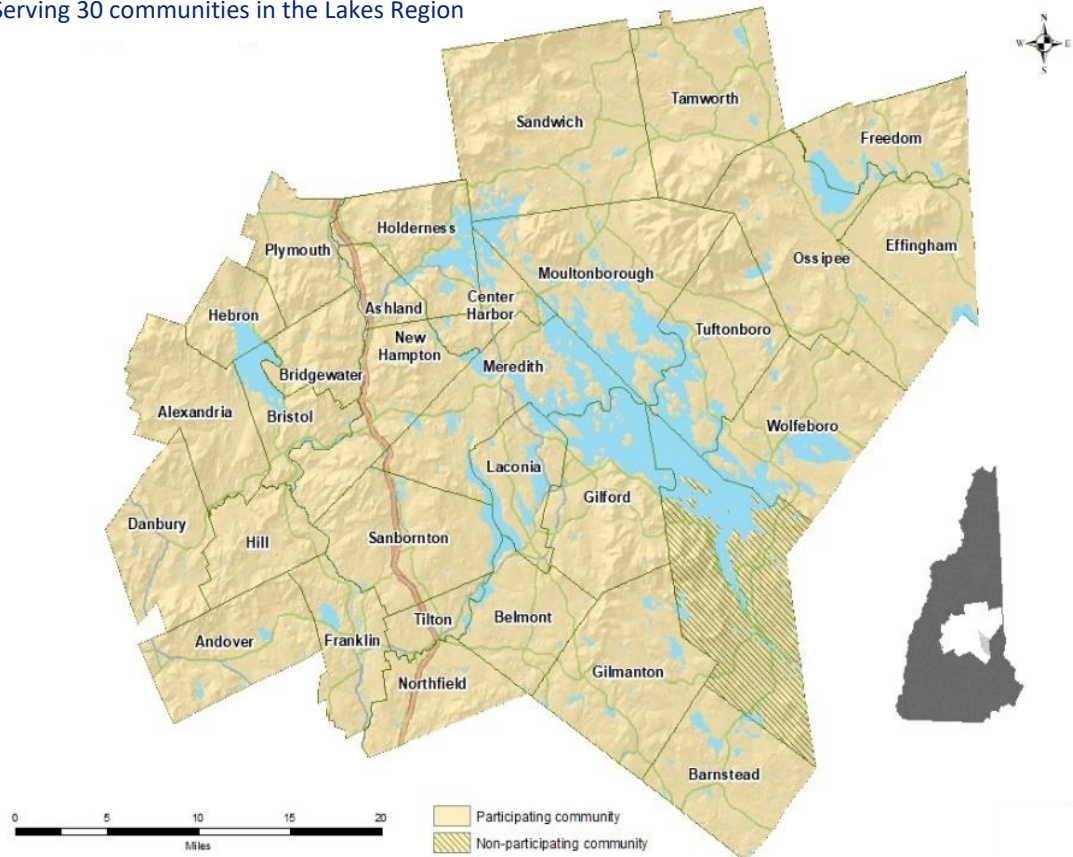 Serving 30 communities in the Lakes Region
N
W
E
S
Tamworth
Sandwich
Freedom
Holderness
Plymouth
Effingham
Ossipee
Moultonborough
Ashland
Center
Harbor
Hebron
Tuftonboro
New
Hampton
Meredith
Bridgewater
Alexandria
Bristol
Wolfeboro
Laconia
Gilford
Danbury
Hill
Sanbornton
Tilton
Belmont
Andover
Franklin
Gilmanton
Northfield
Barnstead
0 5 10 15 20
Miles
Participating community
Non-participating community